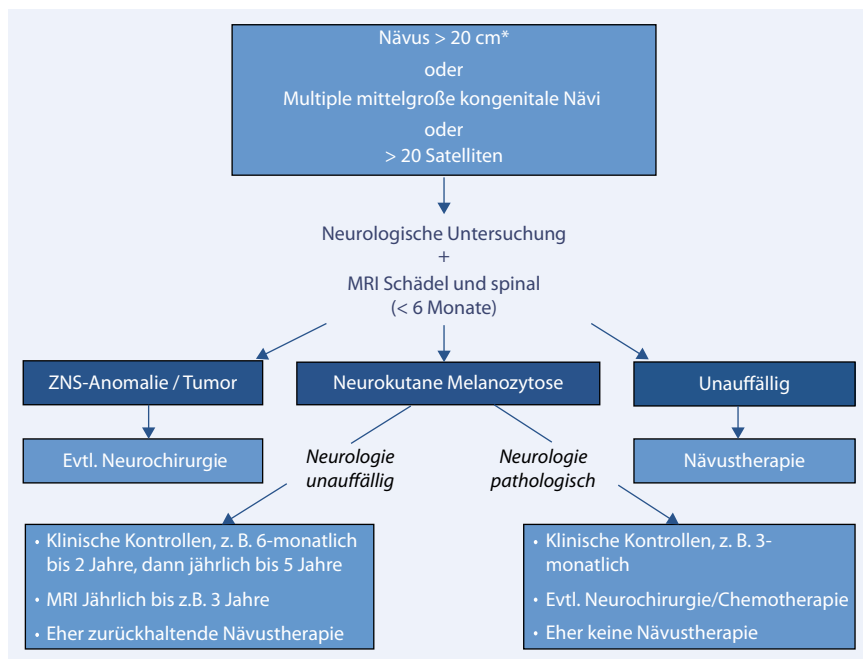 Nävus > 20 cm*
oder
Multiple mittelgroße kongenitale Nävi
oder
> 20 Satelliten
Neurologische Untersuchung
+
MRI Schädel und spinal
(< 6 Monate)
ZNS-Anomalie / Tumor
Neurokutane Melanozytose
Unauffällig
Evtl. Neurochirurgie
Neurologie
unauffällig
Neurologie
pathologisch
Nävustherapie
• Klinische Kontrollen, z. B. 6-monatlich
bis 2 Jahre, dann jährlich bis 5 Jahre
• MRI Jährlich bis z.B. 3 Jahre
• Eher zurückhaltende Nävustherapie
• Klinische Kontrollen, z. B. 3-
monatlich
• Evtl. Neurochirurgie/Chemotherapie
• Eher keine Nävustherapie